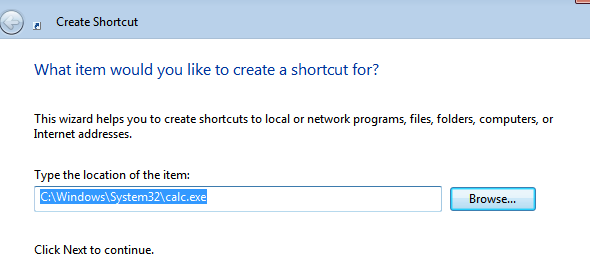 Create Shortcut
What item would you like to create a shortcut for?
This wizard helps you to create shortcuts to local or network programs, files, folders, computers, or
Internet addresses.
Type the location of the item:
C:\Windows\System32\calc.exe
Browse...
Click Next to continue.